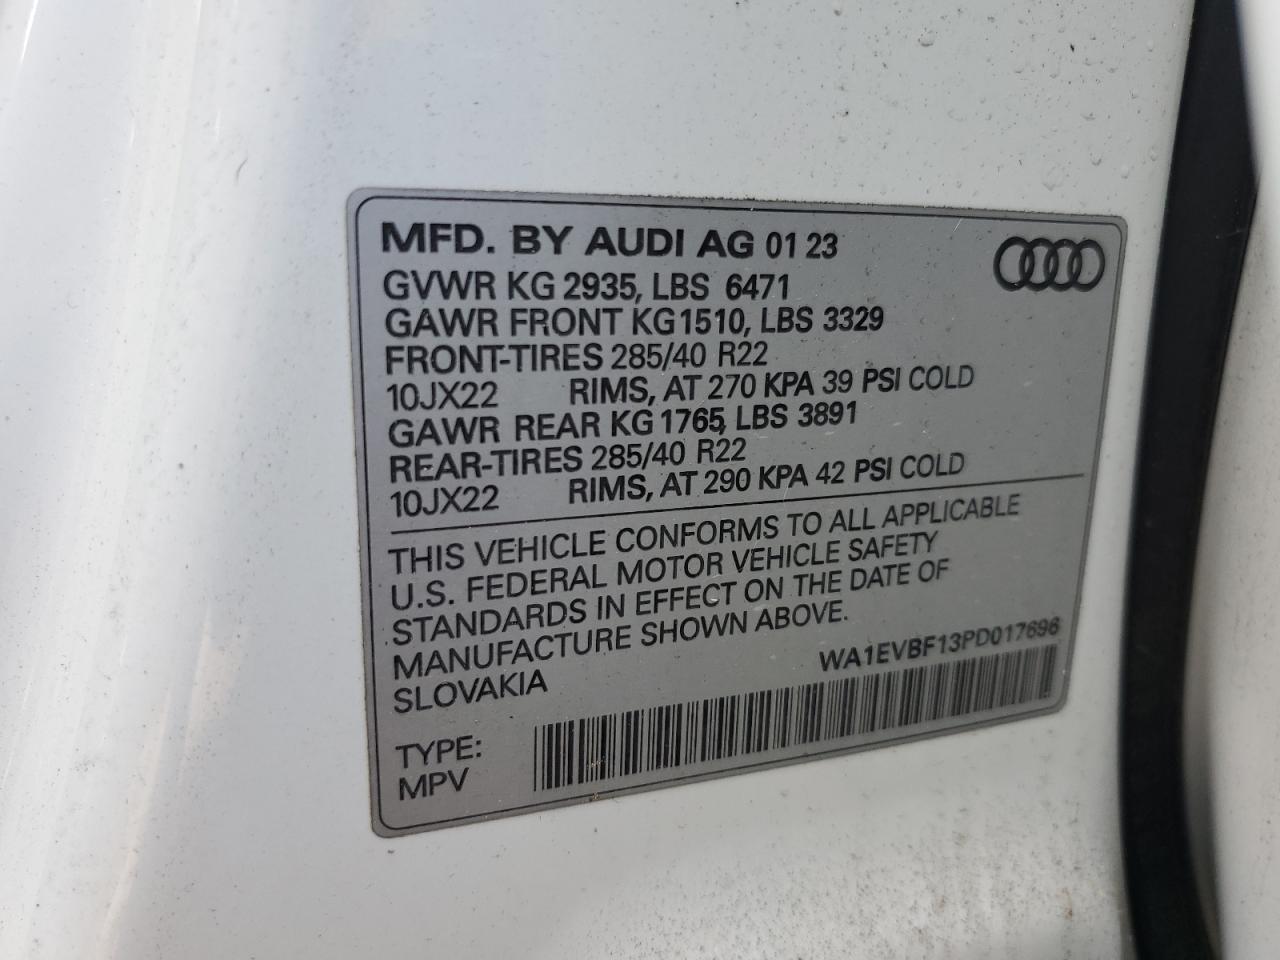 MFD. BY AUDI AG 01 23
GVWR KG 2935, LBS 6471
GAWR FRONT KG1510, LBS 3329
FRONT-TIRES 285/40 R22
10JX22 RIMS, AT 270 KPA 39 PSI COLD
GAWR REAR KG 1765, LBS 3891
REAR-TIRES 285/40 R22
10JX22 RIMS, AT 290 KPA 42 PSI COLD
THIS VEHICLE CONFORMS TO ALL APPLICABLE
U.S. FEDERAL MOTOR VEHICLE SAFETY
STANDARDS IN EFFECT ON THE DATE OF
MANUFACTURE SHOWN ABOVE.
SLOVAKIA
WA1EVBF13PD017696
TYPE:
MPV